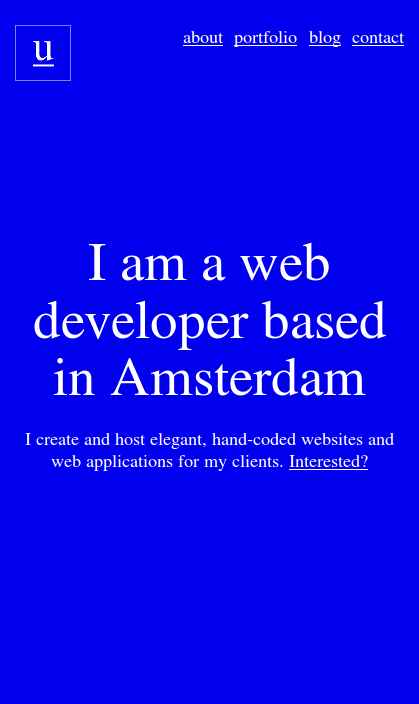 u
about portfolio blog contact
I am a web
developer based
in Amsterdam
I create and host elegant, hand-coded websites and
web applications for my clients. Interested?